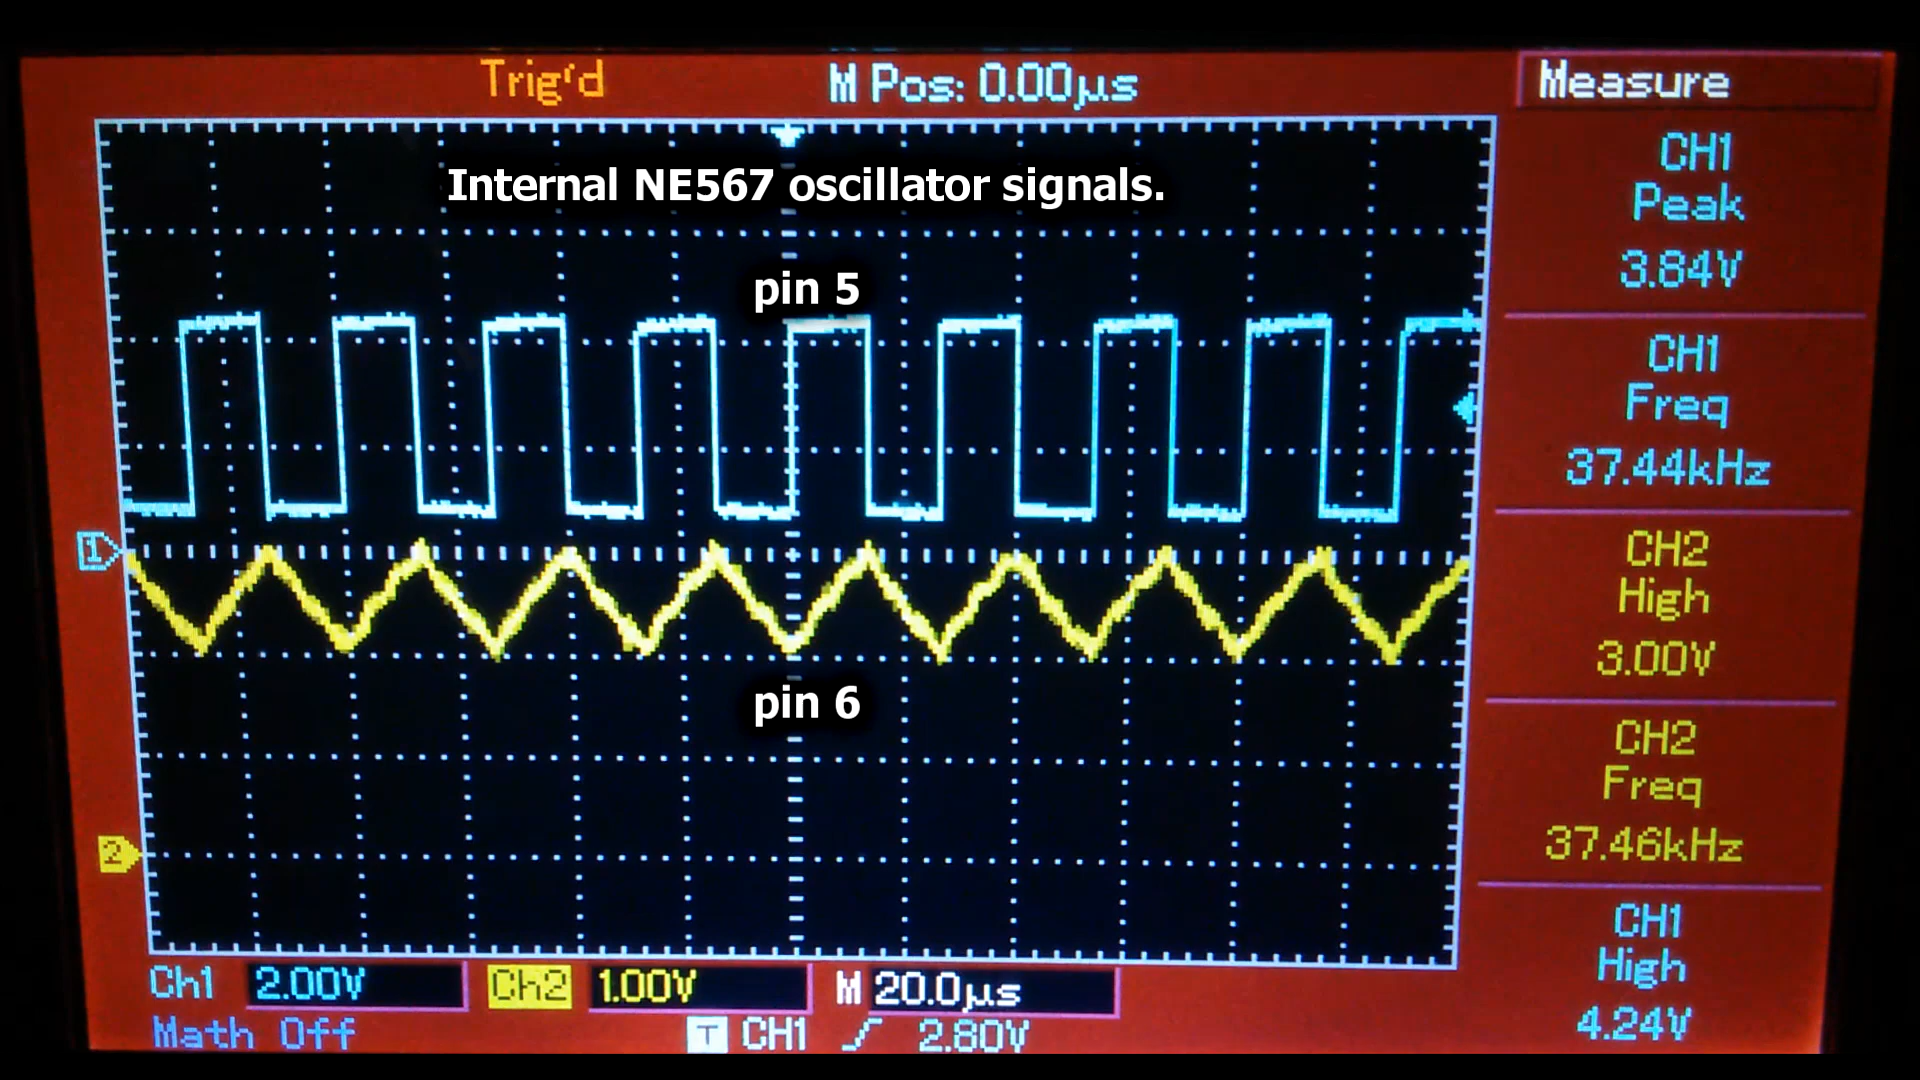 Trig'd M Pos: 0.00μs Measure
Internal NE567 oscillator signals.
pin 5
pin 6
1
2
CH1
Peak
3.84V
CH1
Freq
37.44kHz
CH2
High
3.00V
CH2
Freq
37.46kHz
CH1
High
4.24V
Ch1 2.00V Ch2 1.00V M 20.0μs
Math Off T CH1 2.80V